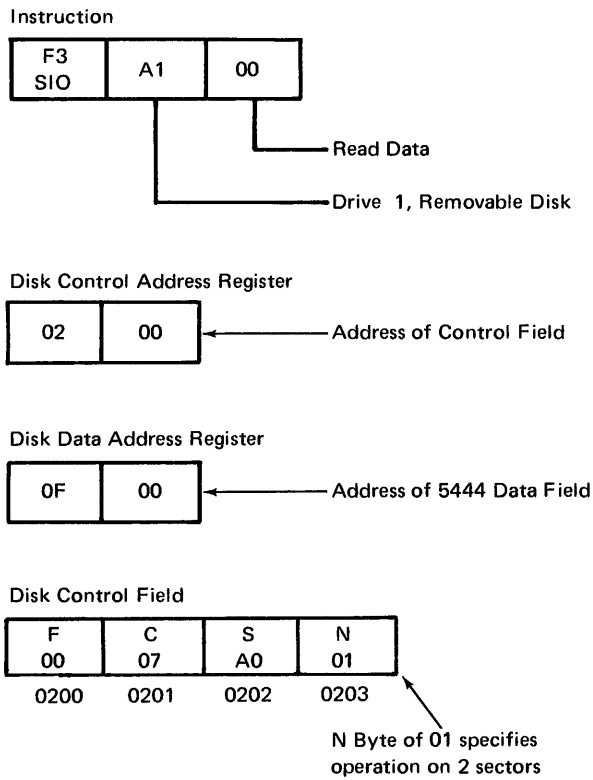 Instruction
F3 A1 00
SIO
Read Data
Drive 1, Removable Disk
Disk Control Address Register
02 00 Address of Control Field
Disk Data Address Register
0F 00 Address of 5444 Data Field
Disk Control Field
F C S N
00 07 A0 01
0200 0201 0202 0203
N Byte of 01 specifies
operation on 2 sectors